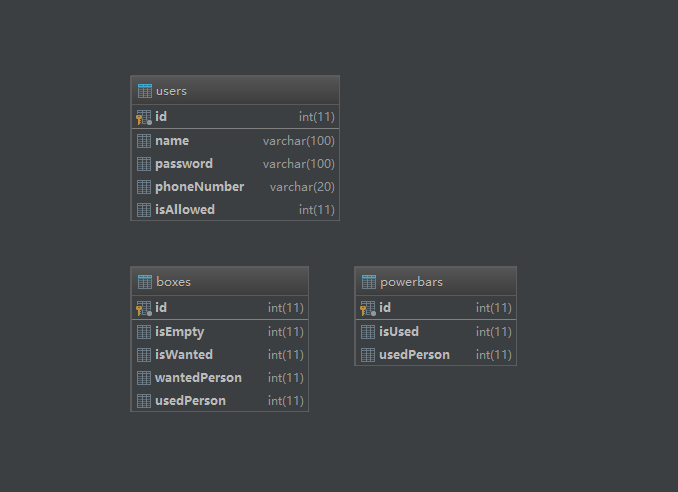 users
id int(11)
name varchar(100)
password varchar(100)
phoneNumber varchar(20)
isAllowed int(11)
boxes
id int(11)
isEmpty int(11)
isWanted int(11)
wantedPerson int(11)
usedPerson int(11)
powerbars
id int(11)
isUsed int(11)
usedPerson int(11)